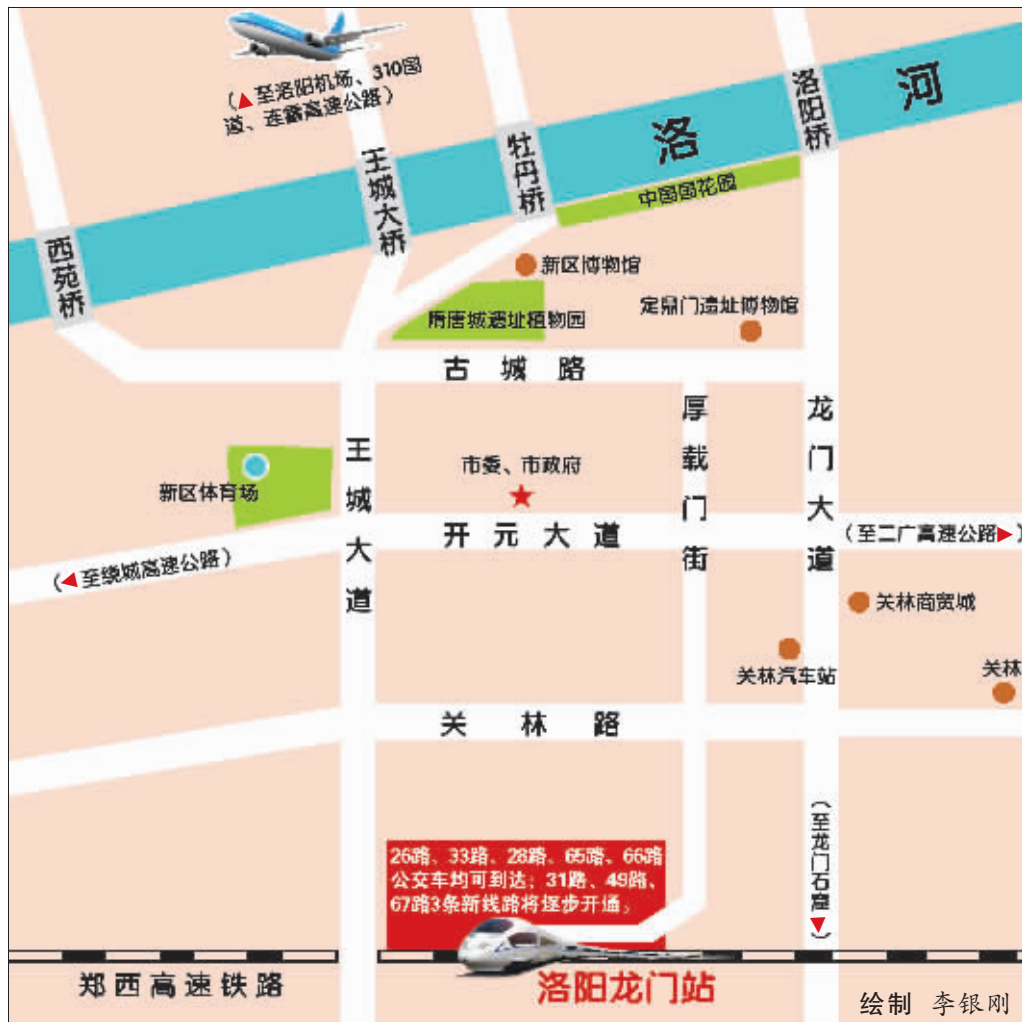 (▲至洛阳机场、310国
道、连霍高速公路)
洛河
洛阳桥
牡丹桥
王城大桥
西苑桥
中国国花园
新区博物馆
隋唐城遗址植物园
定鼎门遗址博物馆
古城路
厚载门街
龙门大道
王城大道
市委、市政府
新区体育场
开元大道
(至二广高速公路▶)
(◀至绕城高速公路)
关林商贸城
关林汽车站
关林
关林路
(至龙门石窟▼)
26路、33路、28路、65路、66路
公交车均可到达；31路、49路、
67路3条新线路将逐步开通。
郑西高速铁路
洛阳龙门站
绘制 李银刚